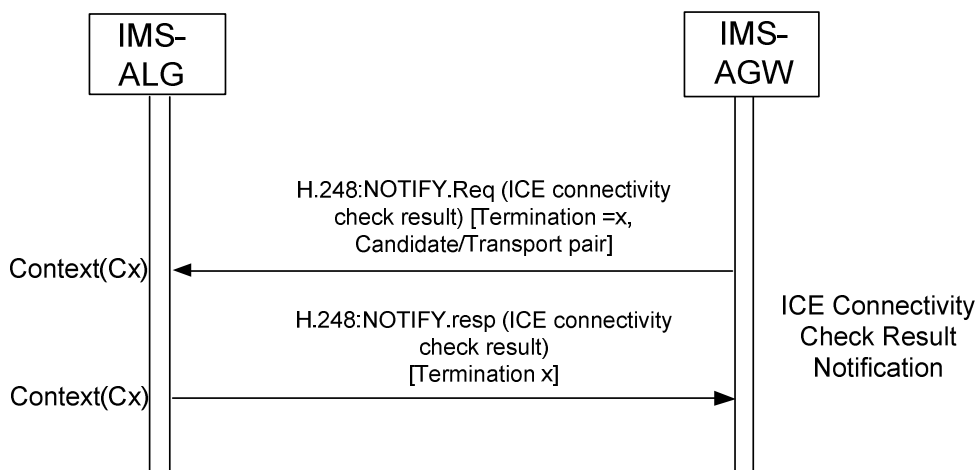 IMS-
ALG
IMS-
AGW
H.248:NOTIFY.Req (ICE connectivity
check result) [Termination =x,
Candidate/Transport pair]
Context(Cx)
ICE Connectivity
Check Result
Notification
H.248:NOTIFY.resp (ICE connectivity
check result)
[Termination x]
Context(Cx)